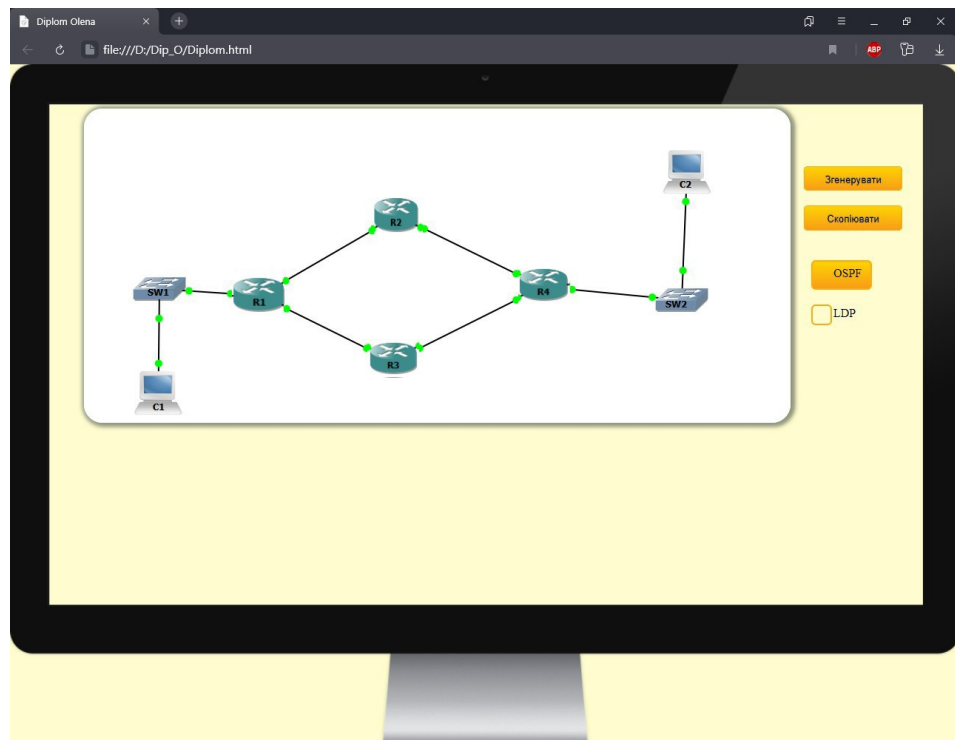 Diplom Olena
file:///D:/Dip_O/Diplom.html
ABP
C2
Згенерувати
R2
Скопіювати
OSPF
SW1
R1
R4
SW2
LDP
R3
C1